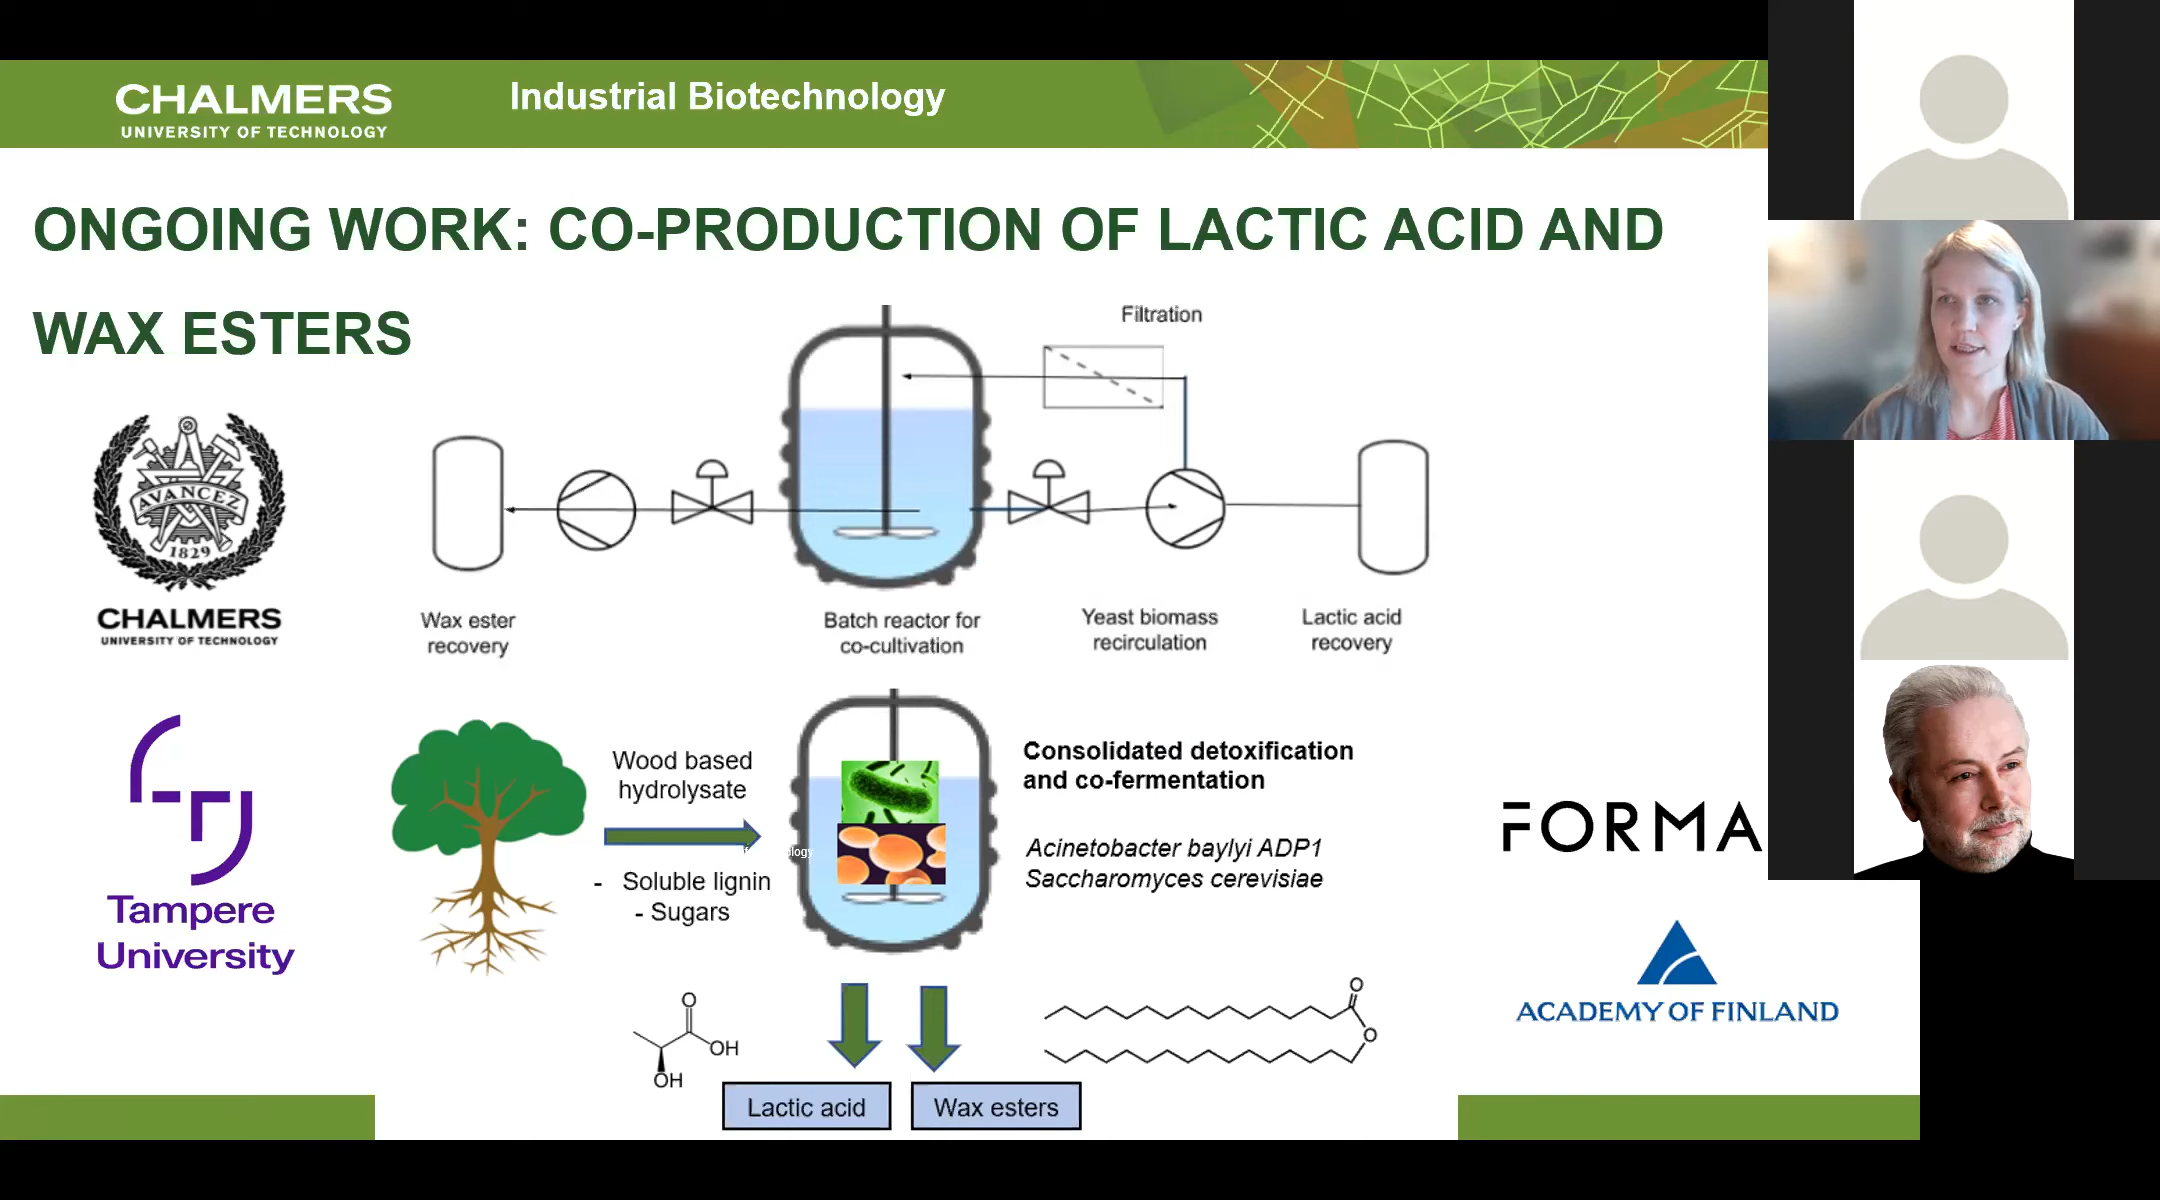 CHALMERS
UNIVERSITY OF TECHNOLOGY
Industrial Biotechnology
ONGOING WORK: CO-PRODUCTION OF LACTIC ACID AND
WAX ESTERS
Filtration
AVANCEZ
1829
CHALMERS
UNIVERSITY OF TECHNOLOGY
Wax ester
recovery
Batch reactor for
co-cultivation
Yeast biomass
recirculation
Lactic acid
recovery
Tampere
University
Wood based
hydrolysate
- Soluble lignin
- Sugars
Consolidated detoxification
and co-fermentation
Acinetobacter baylyi ADP1
Saccharomyces cerevisiae
FORMA
ACADEMY OF FINLAND
O
OH
OH
O
O
Lactic acid
Wax esters